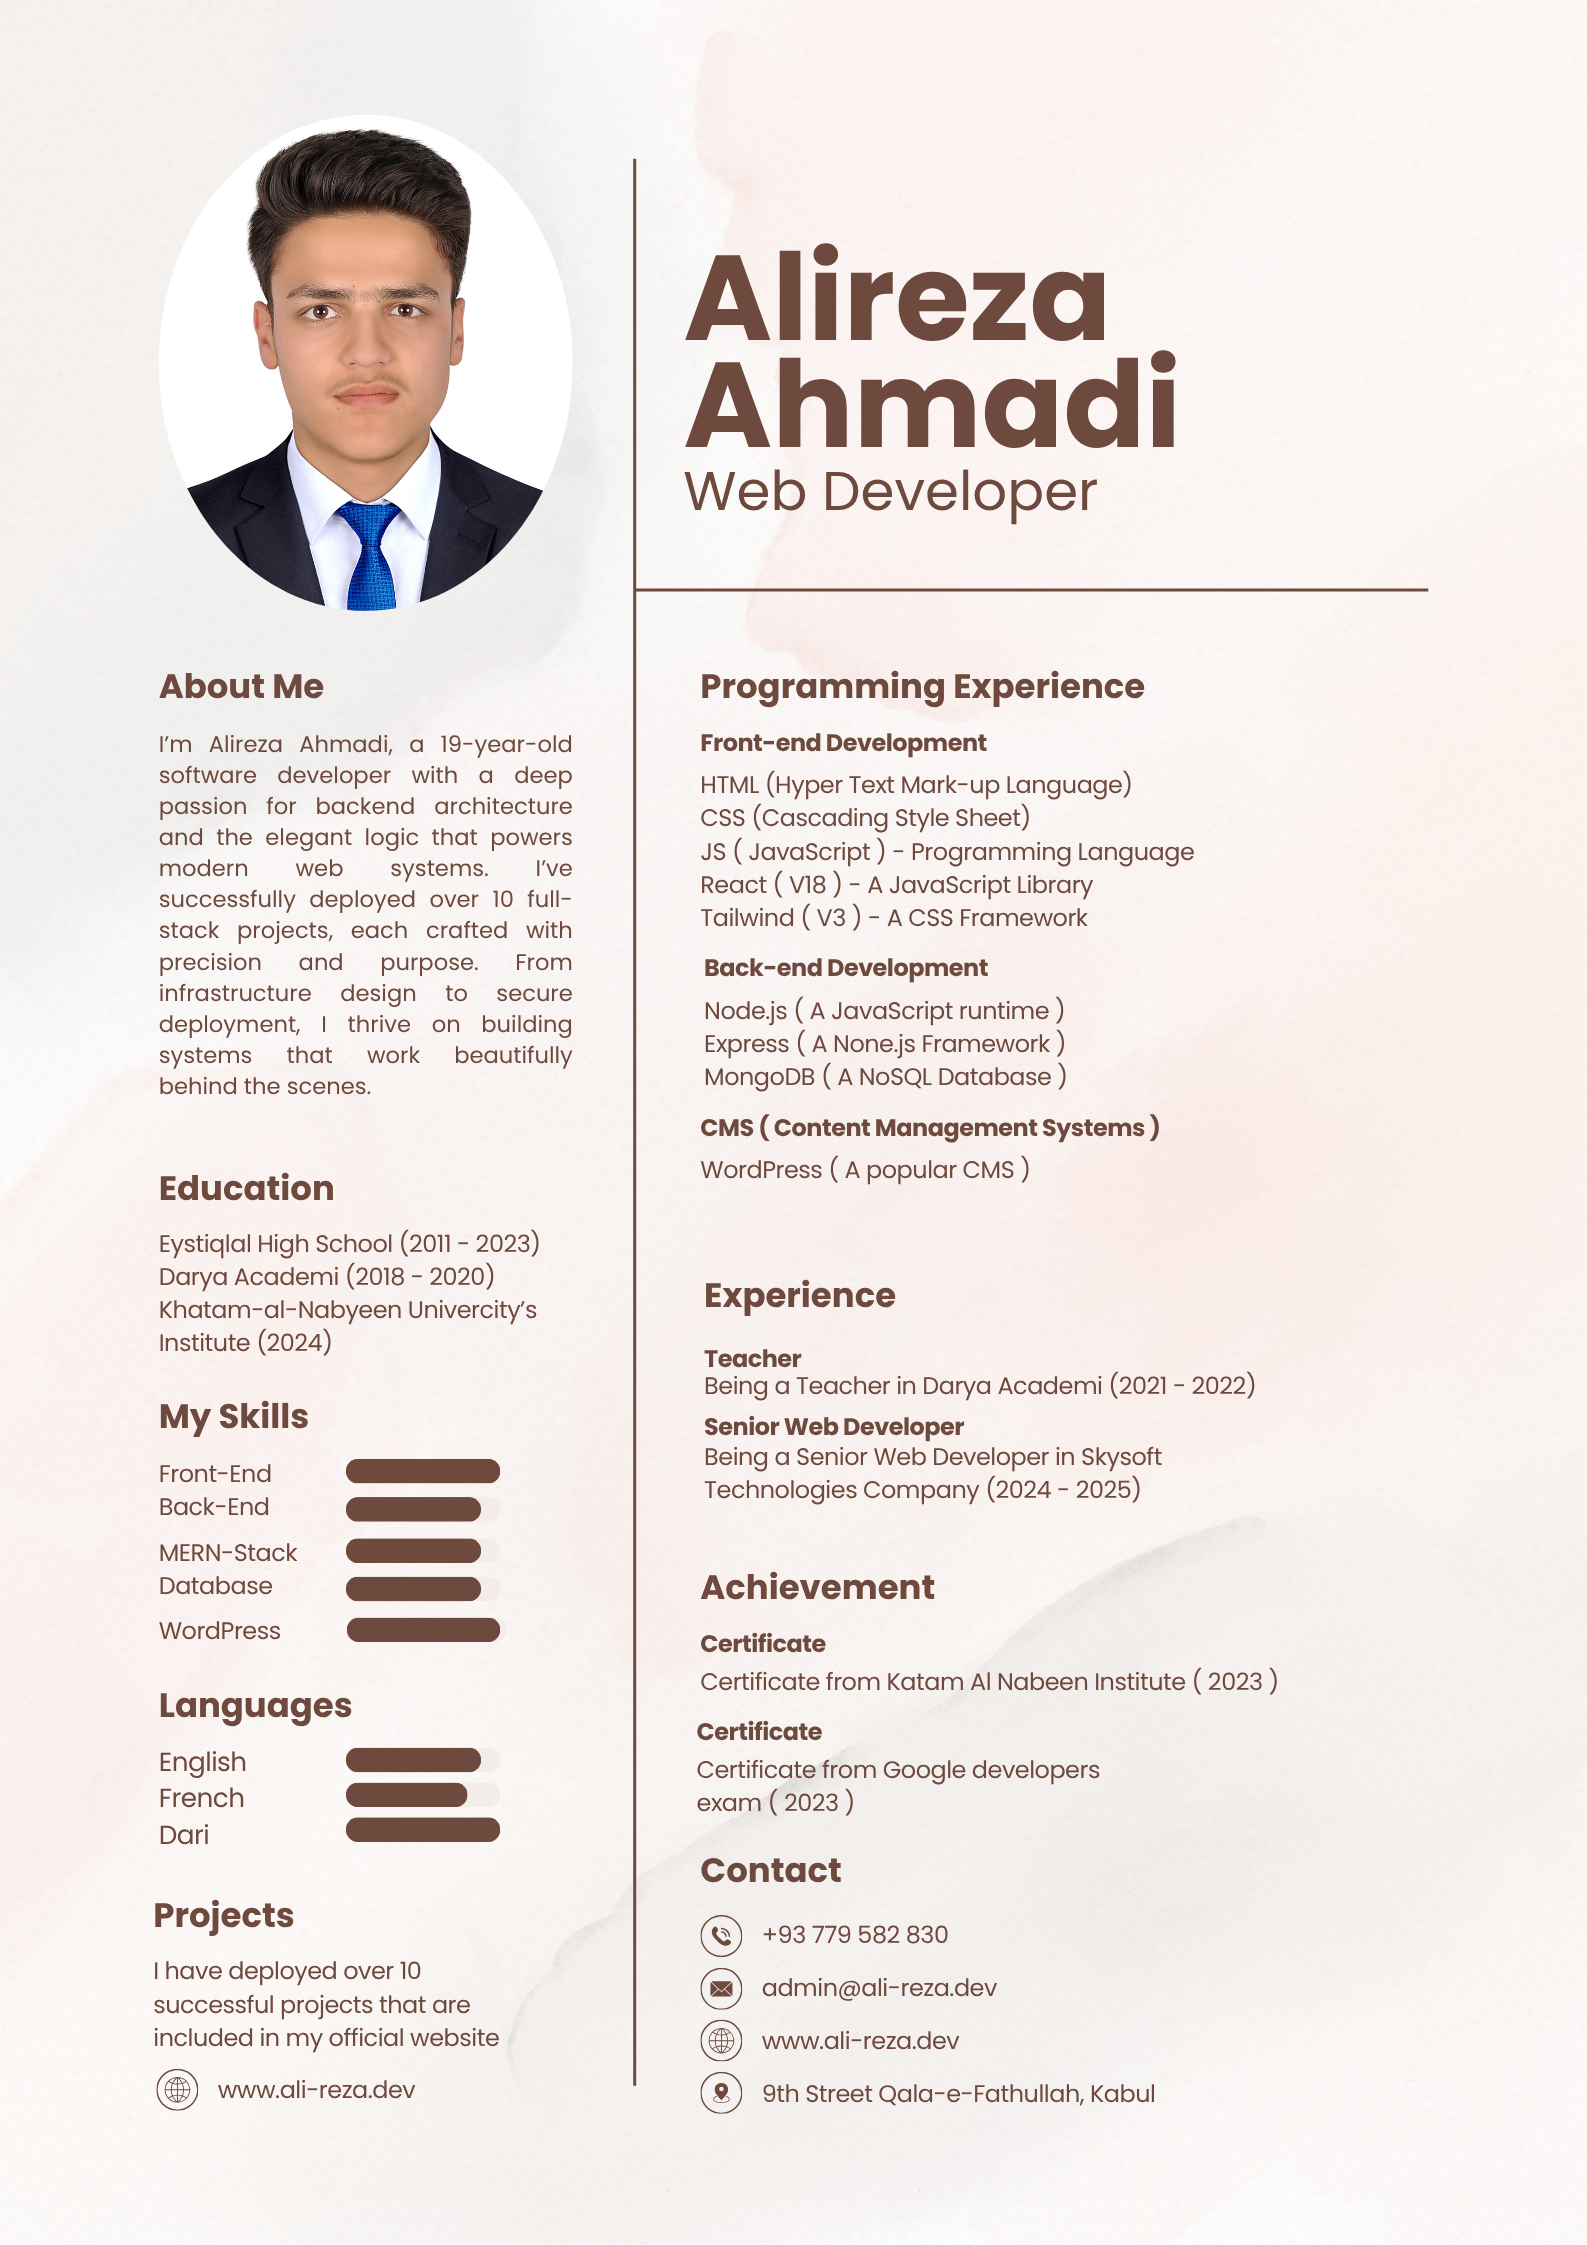 Alireza
Ahmadi
Web Developer
About Me
I’m Alireza Ahmadi, a 19-year-old
software developer with a deep
passion for backend architecture
and the elegant logic that powers
modern web systems. I’ve
successfully deployed over 10 full-
stack projects, each crafted with
precision and purpose. From
infrastructure design to secure
deployment, I thrive on building
systems that work beautifully
behind the scenes.
Education
Eystiqlal High School (2011 - 2023)
Darya Academi (2018 - 2020)
Khatam-al-Nabyeen Univercity’s
Institute (2024)
My Skills
Front-End
Back-End
MERN-Stack
Database
WordPress
Languages
English
French
Dari
Projects
I have deployed over 10
successful projects that are
included in my official website
www.ali-reza.dev
Programming Experience
Front-end Development
HTML (Hyper Text Mark-up Language)
CSS (Cascading Style Sheet)
JS ( JavaScript ) - Programming Language
React ( V18 ) - A JavaScript Library
Tailwind ( V3 ) - A CSS Framework
Back-end Development
Node.js ( A JavaScript runtime )
Express ( A None.js Framework )
MongoDB ( A NoSQL Database )
CMS ( Content Management Systems )
WordPress ( A popular CMS )
Experience
Teacher
Being a Teacher in Darya Academi (2021 - 2022)
Senior Web Developer
Being a Senior Web Developer in Skysoft
Technologies Company (2024 - 2025)
Achievement
Certificate
Certificate from Katam Al Nabeen Institute ( 2023 )
Certificate
Certificate from Google developers
exam ( 2023 )
Contact
+93 779 582 830
admin@ali-reza.dev
www.ali-reza.dev
9th Street Qala-e-Fathullah, Kabul